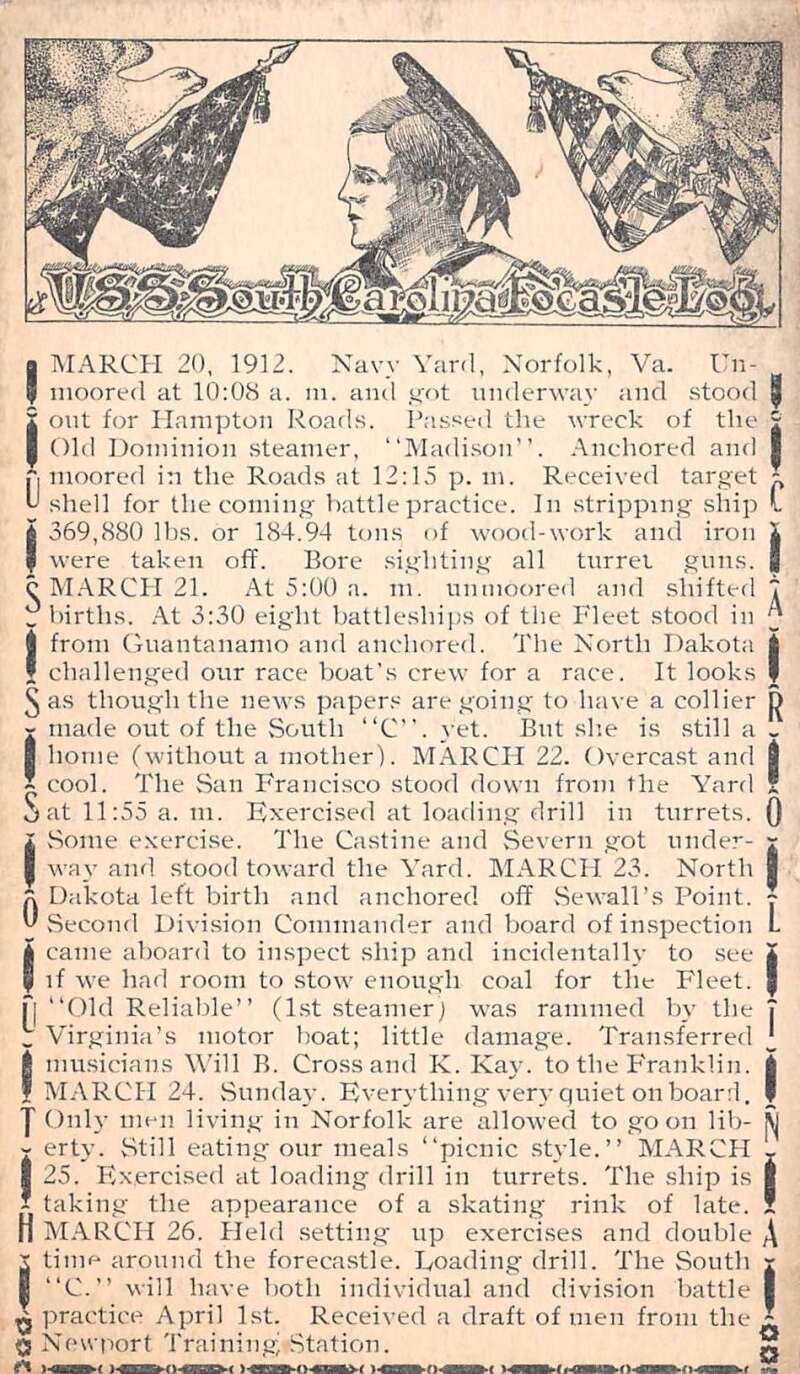 U.S.S. South Carolina Focastle Log.
MARCH 20, 1912. Navy Yard, Norfolk, Va. Un-
moored at 10:08 a. m. and got underway and stood
out for Hampton Roads. Passed the wreck of the
Old Dominion steamer, "Madison". Anchored and
moored in the Roads at 12:15 p. m. Received target
shell for the coming battle practice. In stripping ship
369,880 lbs. or 184.94 tons of wood-work and iron
were taken off. Bore sighting all turret guns.
MARCH 21. At 5:00 a. m. unmoored and shifted
births. At 3:30 eight battleships of the Fleet stood in
from Guantanamo and anchored. The North Dakota
challenged our race boat's crew for a race. It looks
as though the news papers are going to have a collier
made out of the South "C". yet. But she is still a
home (without a mother). MARCH 22. Overcast and
cool. The San Francisco stood down from the Yard
at 11:55 a. m. Exercised at loading drill in turrets.
Some exercise. The Castine and Severn got under-
way and stood toward the Yard. MARCH 23. North
Dakota left birth and anchored off Sewall's Point.
Second Division Commander and board of inspection
came aboard to inspect ship and incidentally to see
if we had room to stow enough coal for the Fleet.
"Old Reliable" (1st steamer) was rammed by the
Virginia's motor boat; little damage. Transferred
musicians Will B. Cross and K. Kay. to the Franklin.
MARCH 24. Sunday. Everything very quiet on board.
Only men living in Norfolk are allowed to go on lib-
erty. Still eating our meals "picnic style." MARCH
25. Exercised at loading drill in turrets. The ship is
taking the appearance of a skating rink of late.
MARCH 26. Held setting up exercises and double
time around the forecastle. Loading drill. The South
"C." will have both individual and division battle
practice April 1st. Received a draft of men from the
Newport Training Station.
U S S SOUTH
CAROLINA